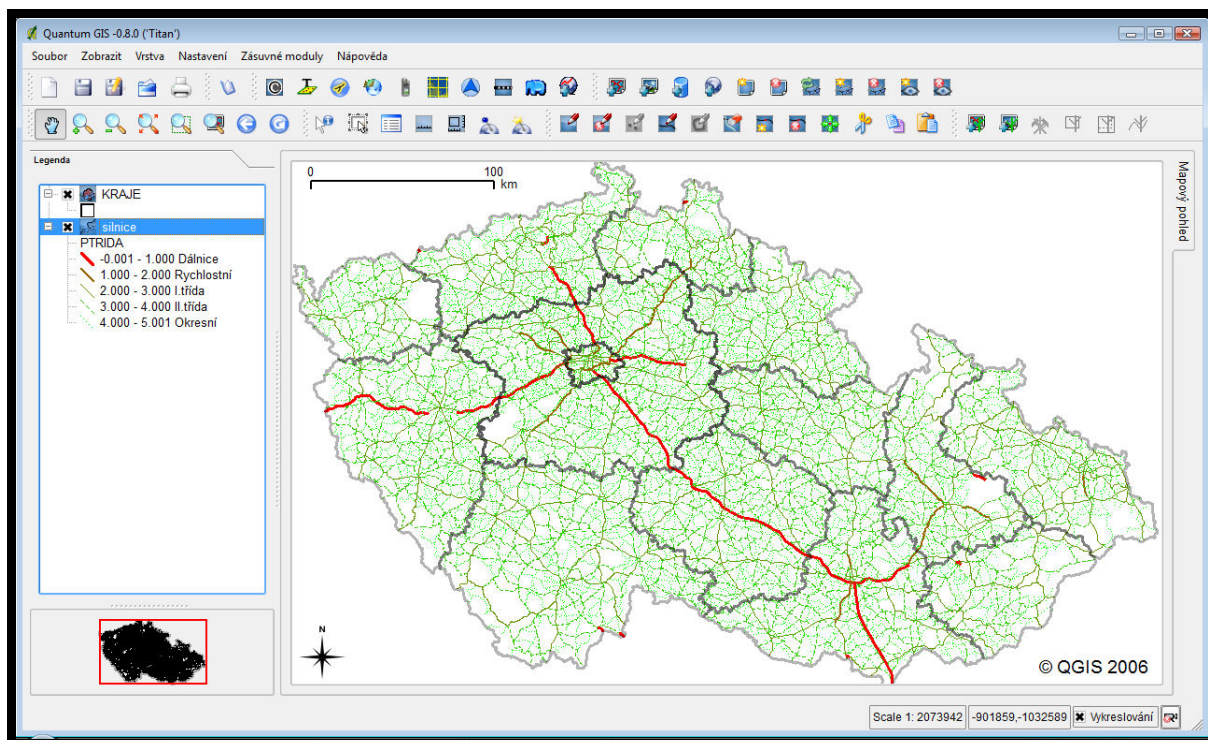 Quantum GIS -0.8.0 ('Titan')
Soubor Zobrazit Vrstva Nastavení Zásuvné moduly Nápověda
Legenda
KRAJE
silnice
PTRIDA
-0.001 - 1.000 Dálnice
1.000 - 2.000 Rychlostní
2.000 - 3.000 I.třída
3.000 - 4.000 II.třída
4.000 - 5.001 Okresní
0 100
km
Mapový pohled
N
© QGIS 2006
Scale 1: 2073942 -901859,-1032589 Vykreslování